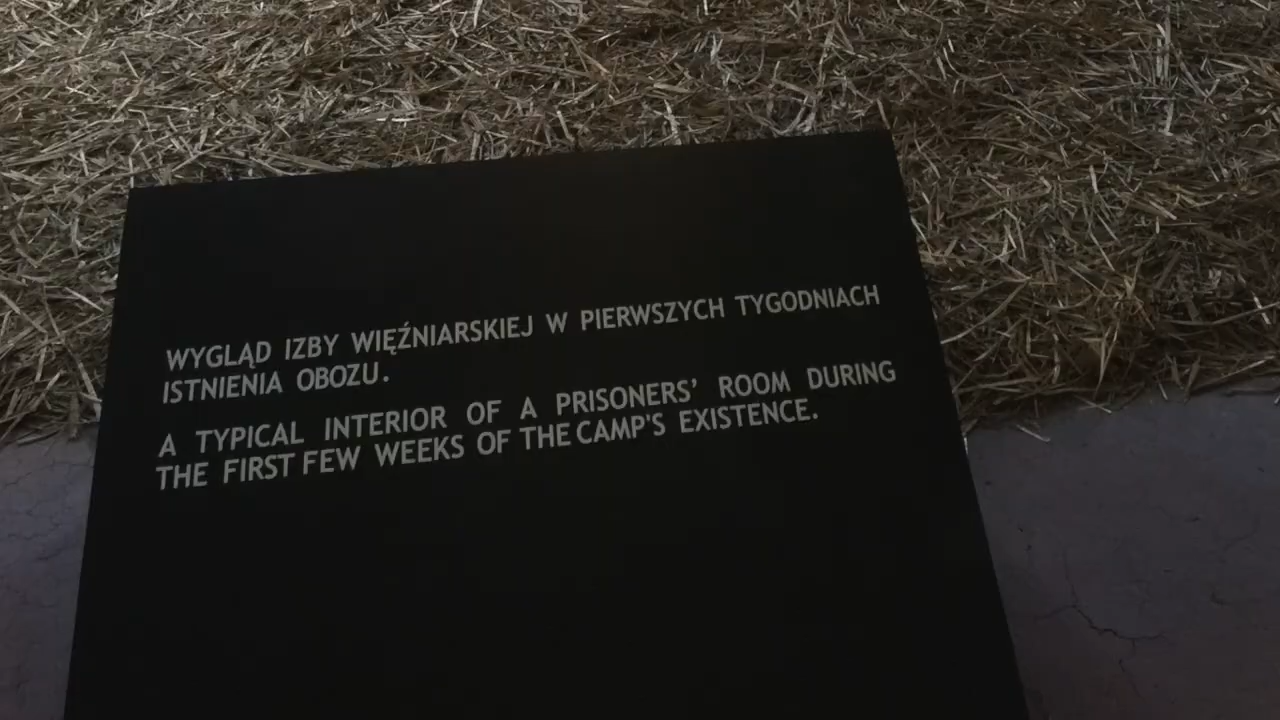 WYGLĄD IZBY WIĘŹNIARSKIEJ W PIERWSZYCH TYGODNIACH
ISTNIENIA OBOZU.
A TYPICAL INTERIOR OF A PRISONERS' ROOM DURING
THE FIRST FEW WEEKS OF THE CAMP'S EXISTENCE.